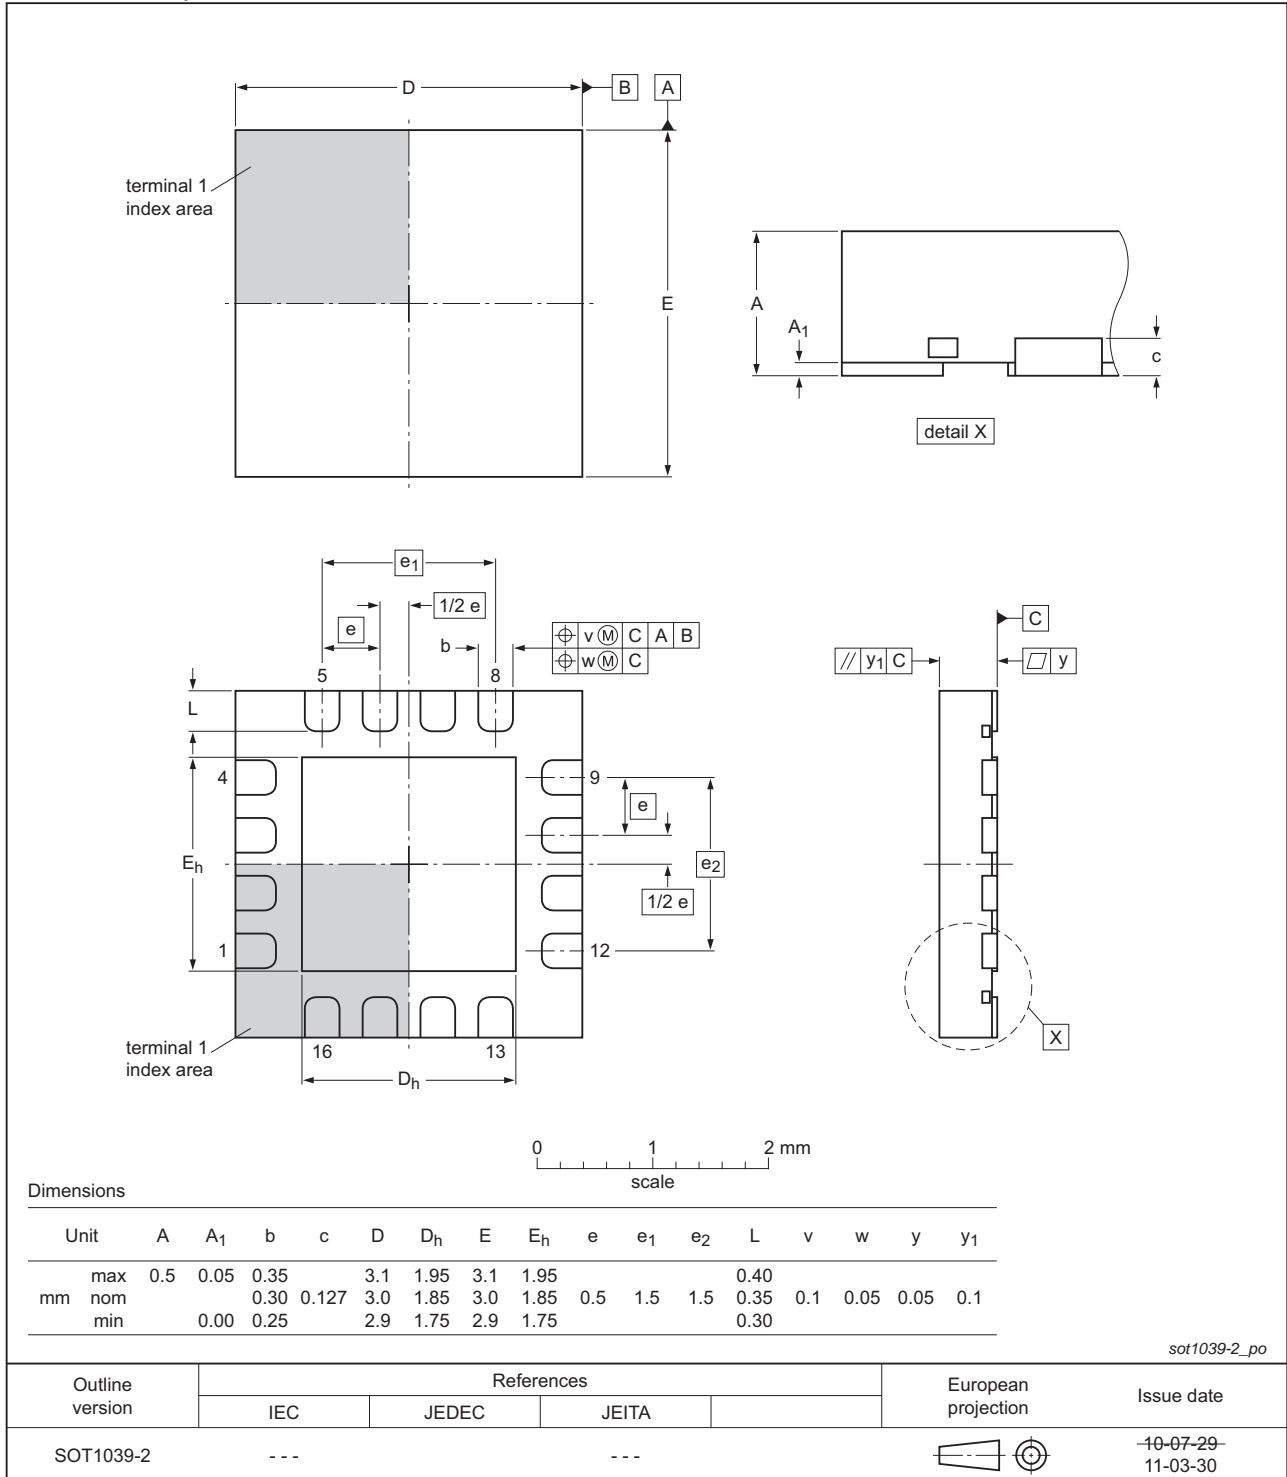 D
B
A
terminal 1
index area
E
A
A1
c
detail X
e1
1/2 e
e
b
v M C A B
w M C
5
8
L
4
9
e
Eh
e2
1/2 e
1
12
terminal 1
index area
16
13
Dh
C
// y1 C
y
X
0 1 2 mm
scale
Dimensions
Unit A A1 b c D Dh E Eh e e1 e2 L v w y y1
max 0.5 0.05 0.35 3.1 1.95 3.1 1.95 0.40
mm nom 0.30 0.127 3.0 1.85 3.0 1.85 0.5 1.5 1.5 0.35 0.1 0.05 0.05 0.1
min 0.00 0.25 2.9 1.75 2.9 1.75 0.30
sot1039-2_po
Outline version
References
IEC JEDEC JEITA
European projection
Issue date
SOT1039-2 - - - - - -
10-07-29
11-03-30